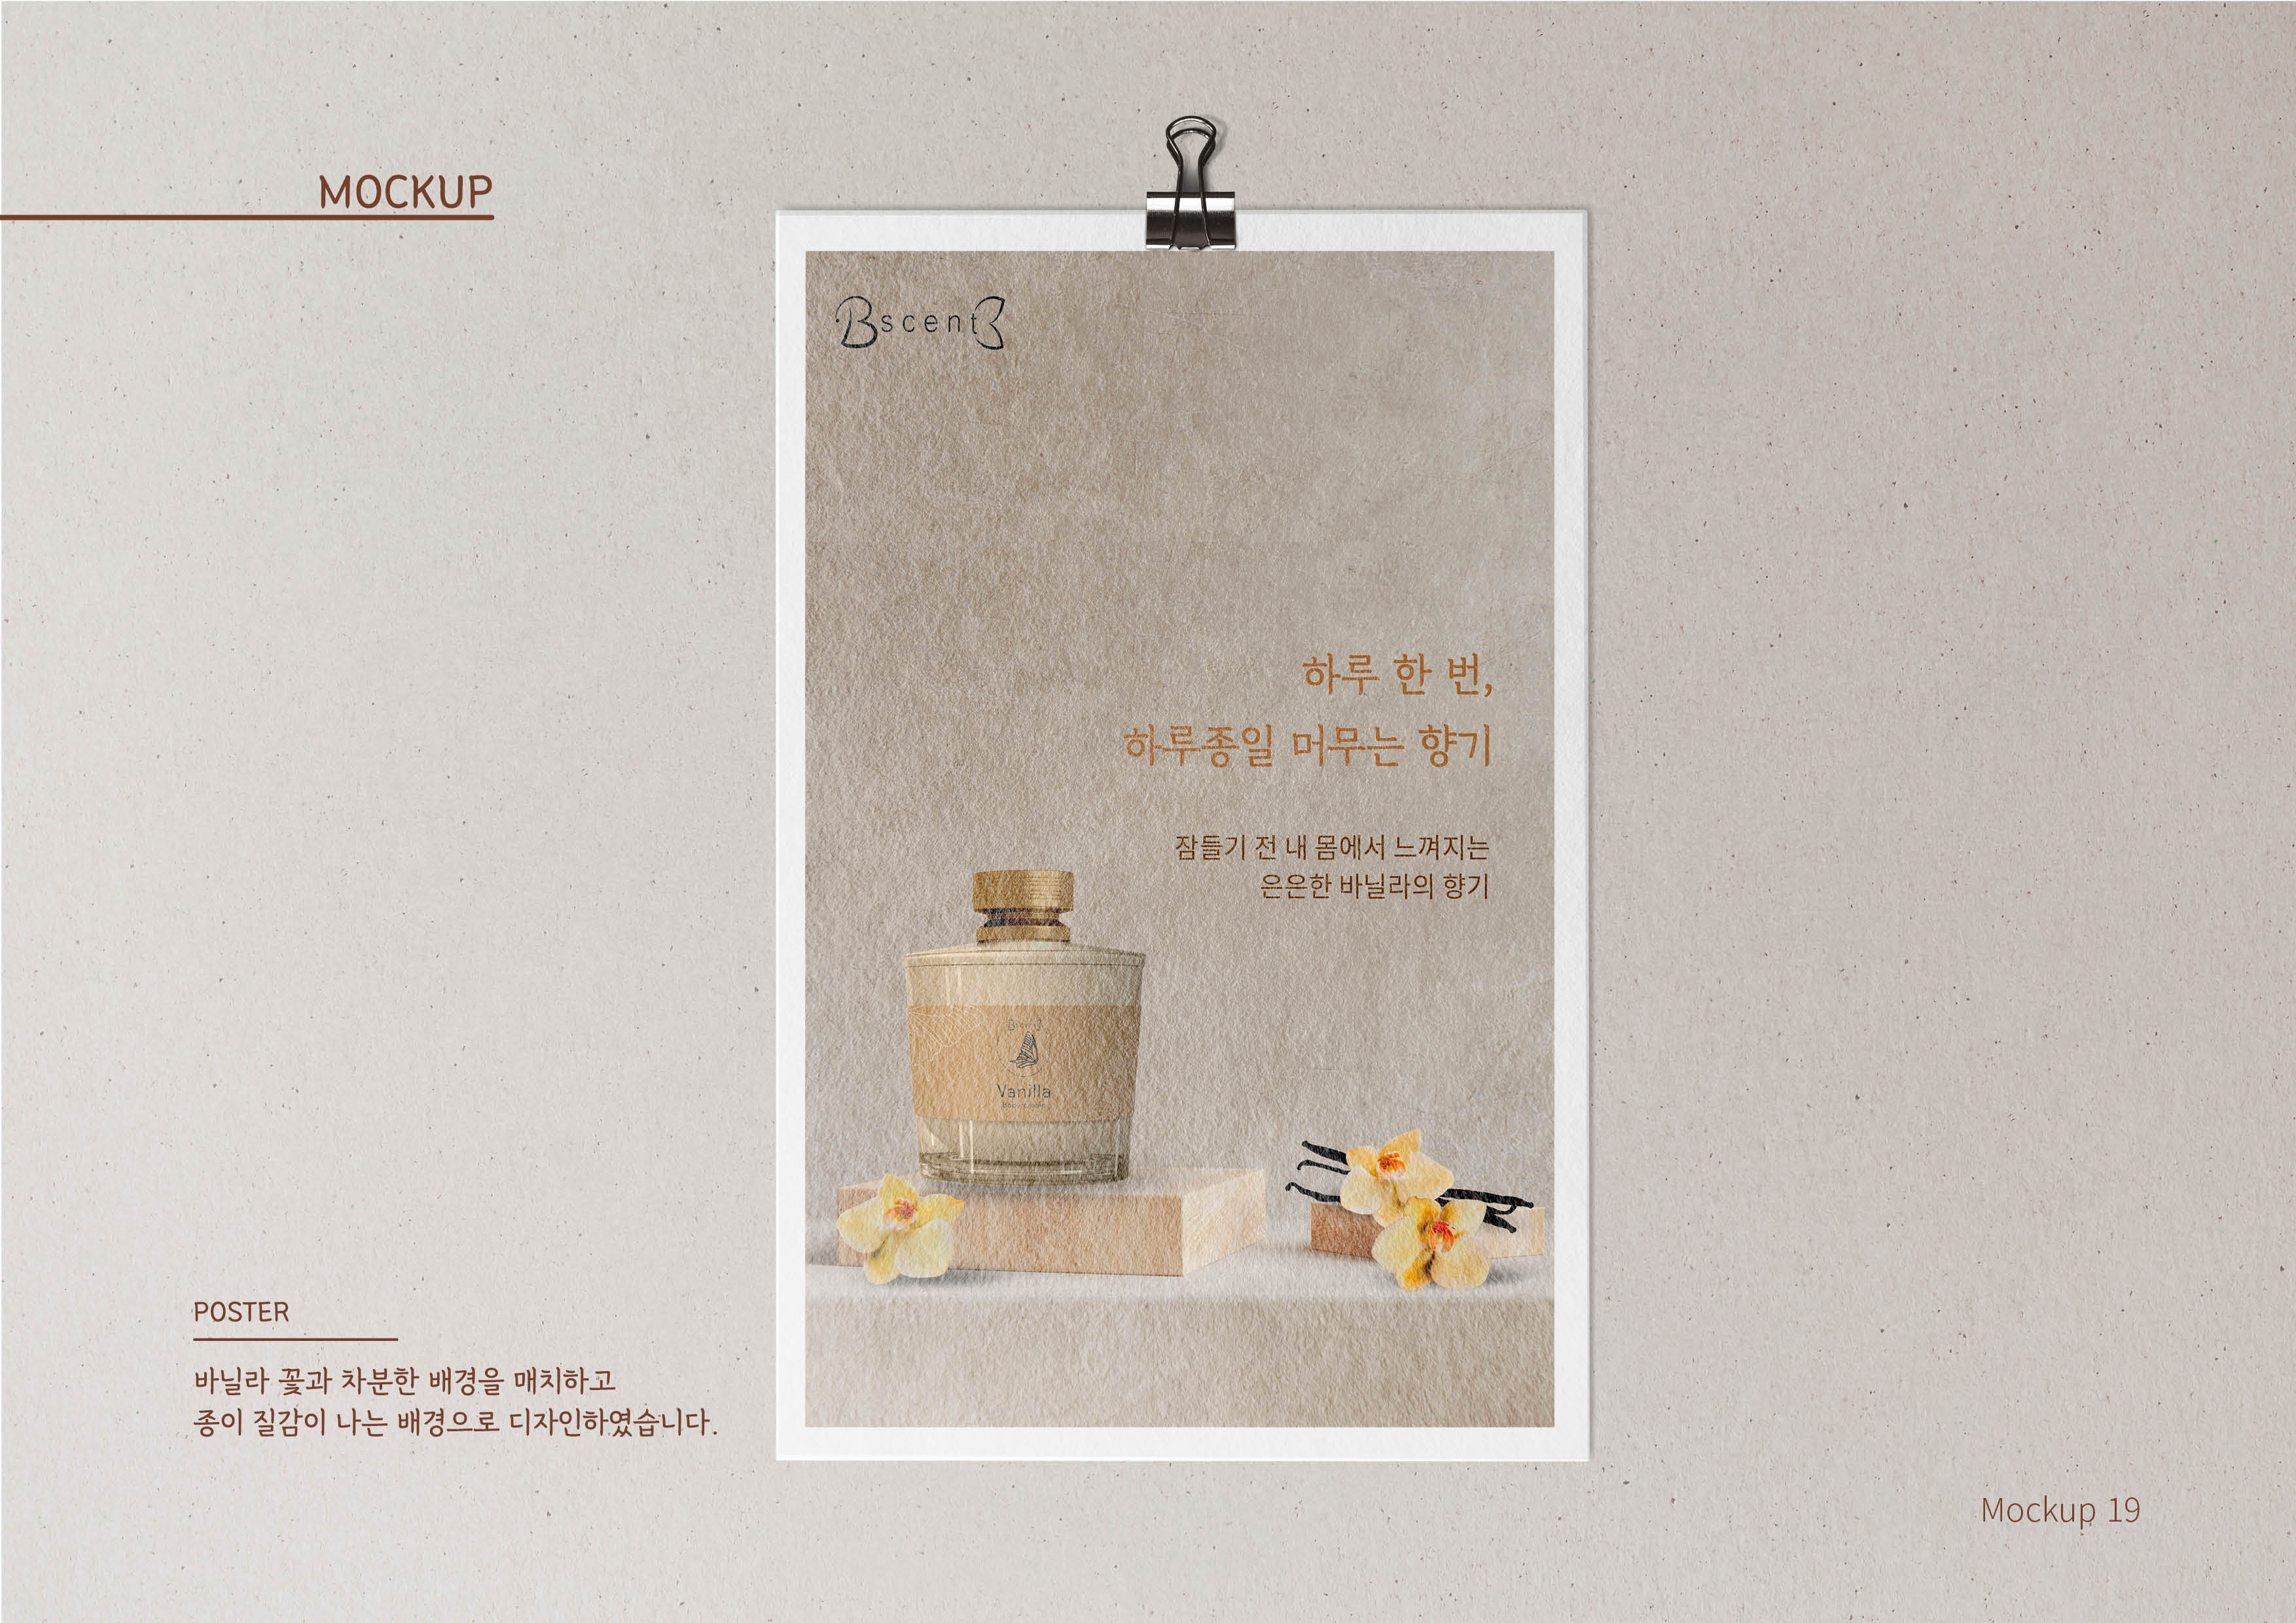 MOCKUP
Bscent
하루 한 번,
하루종일 머무는 향기
잠들기 전 내 몸에서 느껴지는
은은한 바닐라의 향기
Vanilla
POSTER
바닐라 꽃과 차분한 배경을 매치하고
종이 질감이 나는 배경으로 디자인하였습니다.
Mockup 19